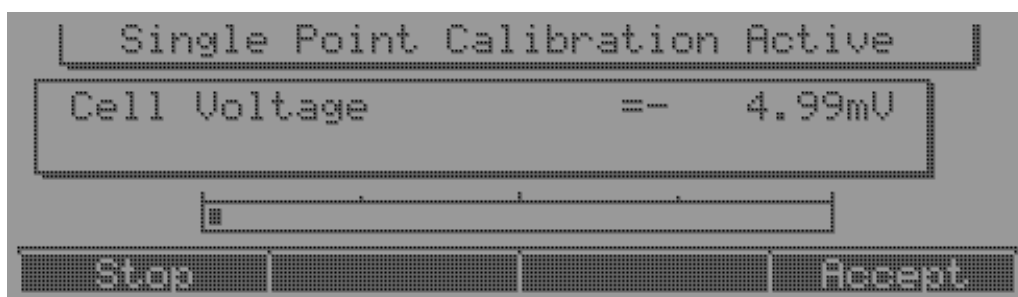 Single Point Calibration Active
Cell Voltage =- 4.99mV
Stop Accept